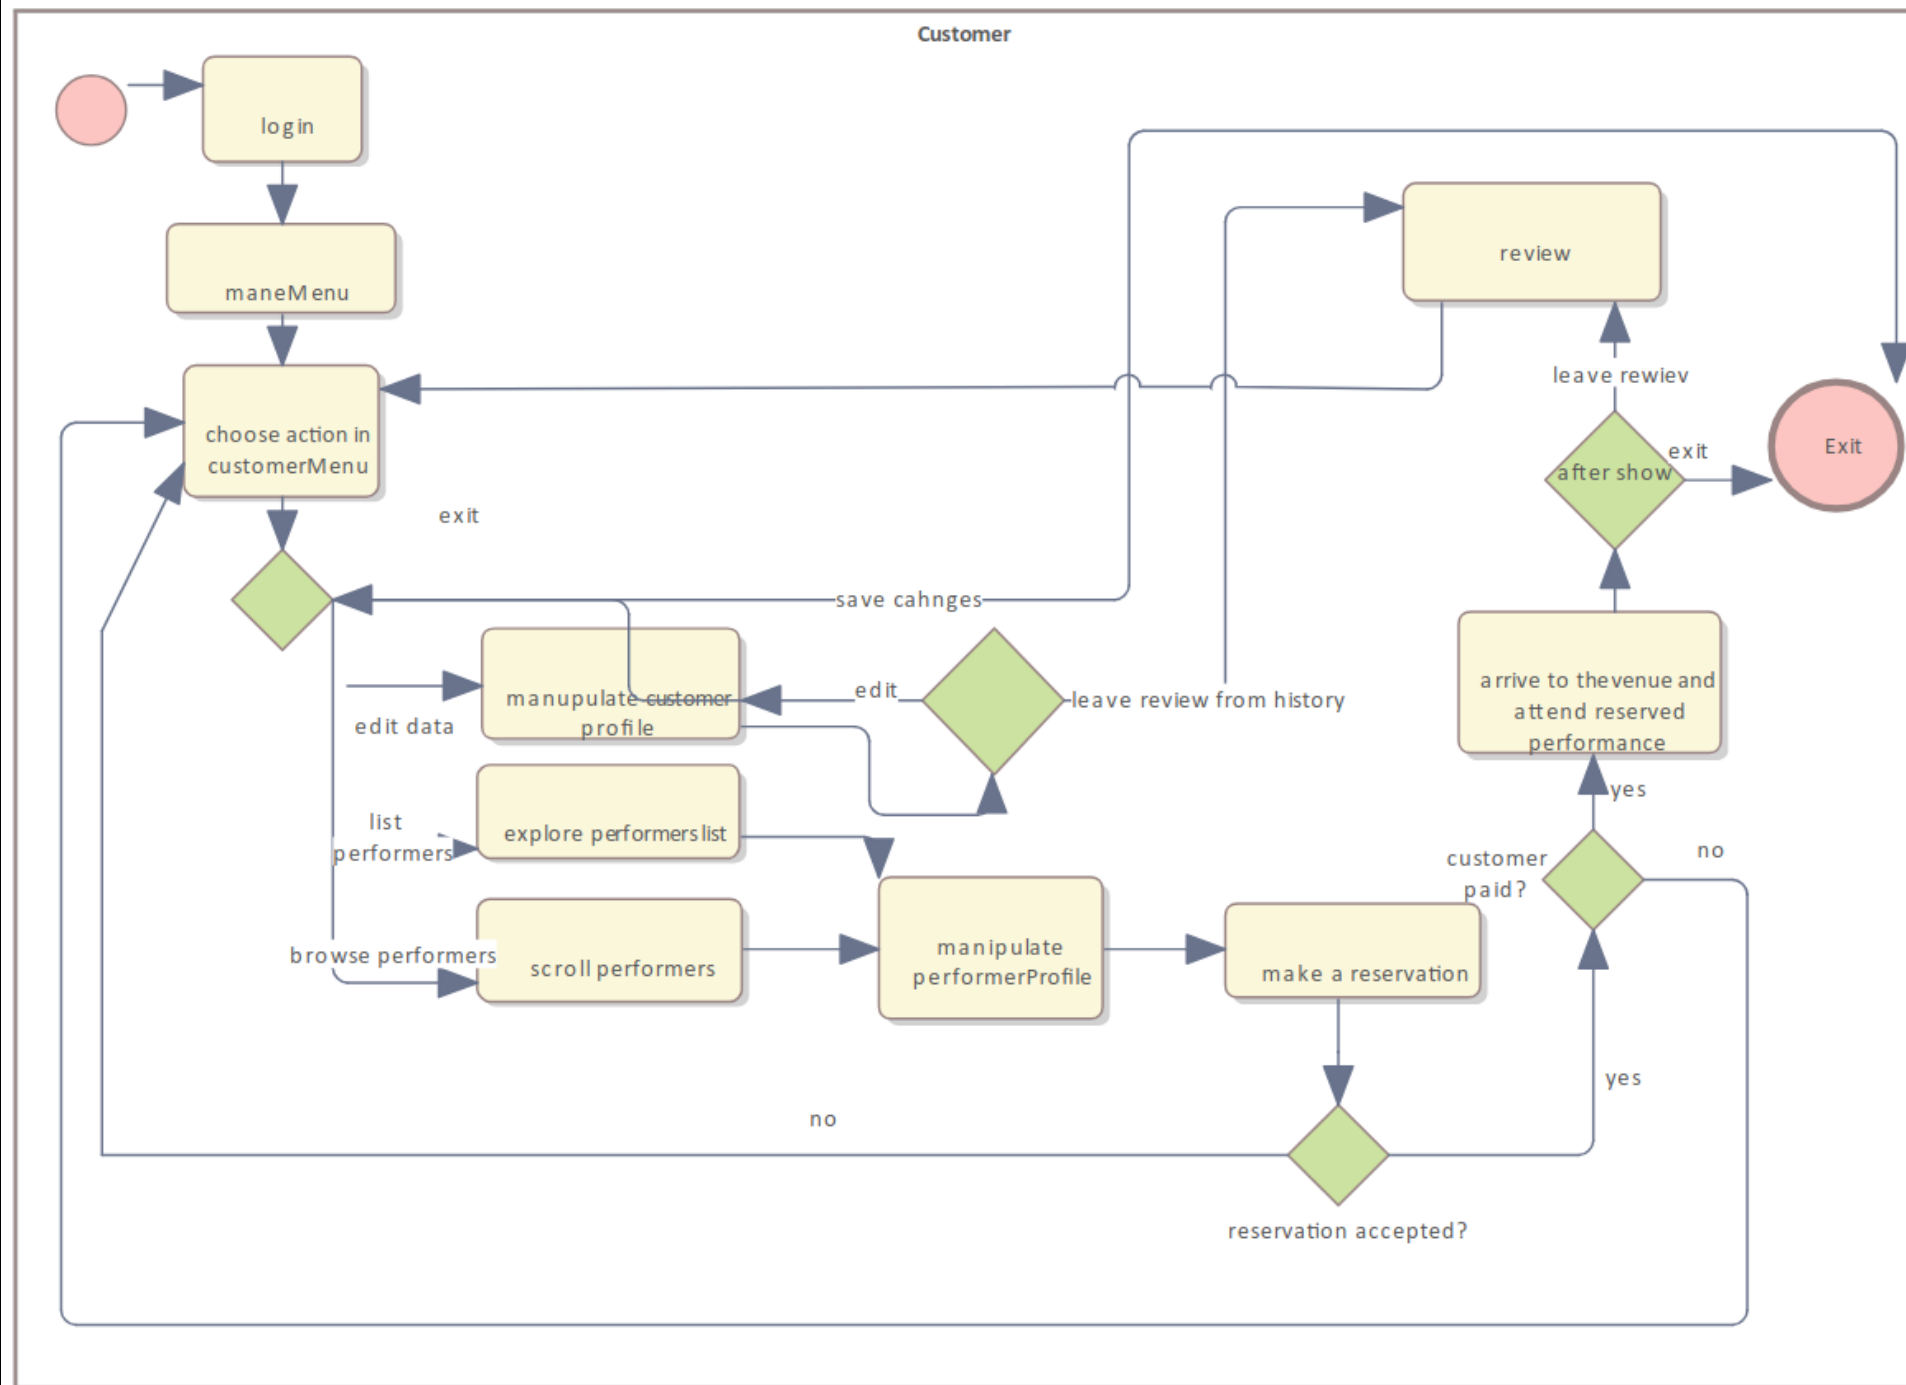 Customer
login
maneMenu
review
leave rewiev
choose action in
customerMenu
exit
Exit
after show
exit
save cahnges
manupulate customer
profile
edit
leave review from history
edit data
arrive to thevenue and
attend reserved
performance
yes
list
performers
explore performers list
customer
paid?
no
browse performers
scroll performers
manipulate
performerProfile
make a reservation
yes
no
reservation accepted?